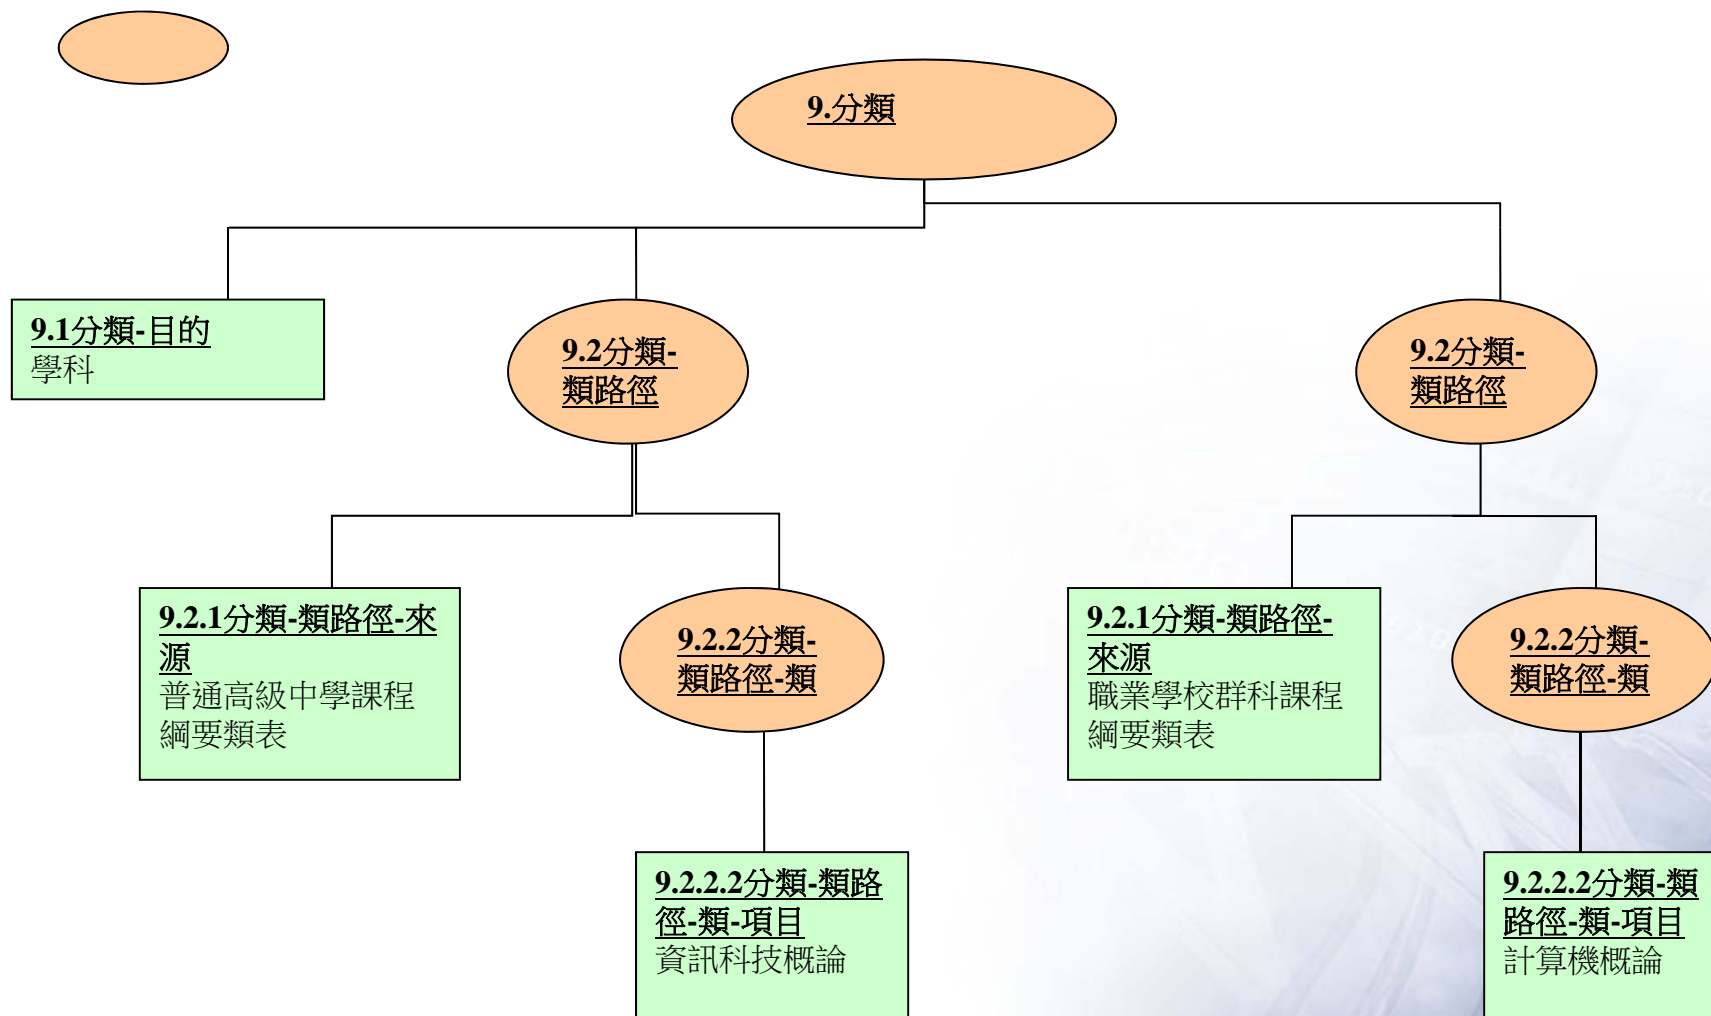 9.分類
9.1分類-目的
學科
9.2分類-
類路徑
9.2分類-
類路徑
9.2.1分類-類路徑-來
源
普通高級中學課程
綱要類表
9.2.2分類-
類路徑-類
9.2.1分類-類路徑-
來源
職業學校群科課程
綱要類表
9.2.2分類-
類路徑-類
9.2.2.2分類-類路
徑-類-項目
資訊科技概論
9.2.2.2分類-類
路徑-類-項目
計算機概論